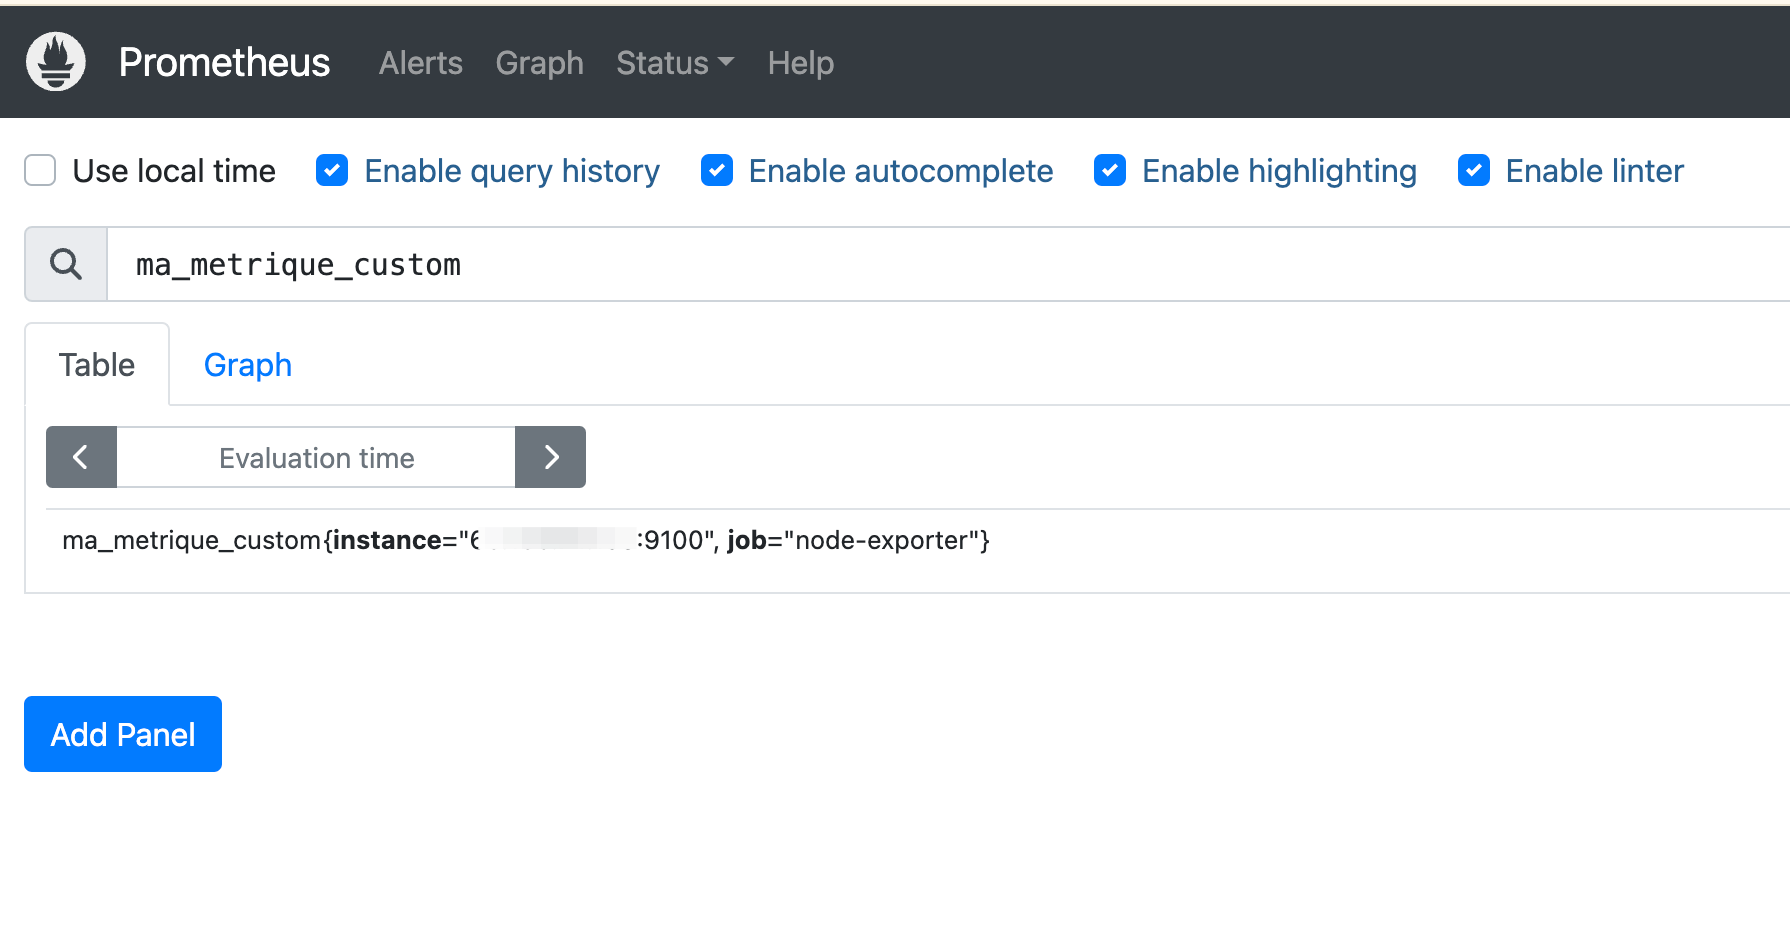 Prometheus Alerts Graph Status Help
Use local time Enable query history Enable autocomplete Enable highlighting Enable linter
ma_metrique_custom
Table Graph
Evaluation time
ma_metrique_custom{instance="6 :9100", job="node-exporter"}
Add Panel